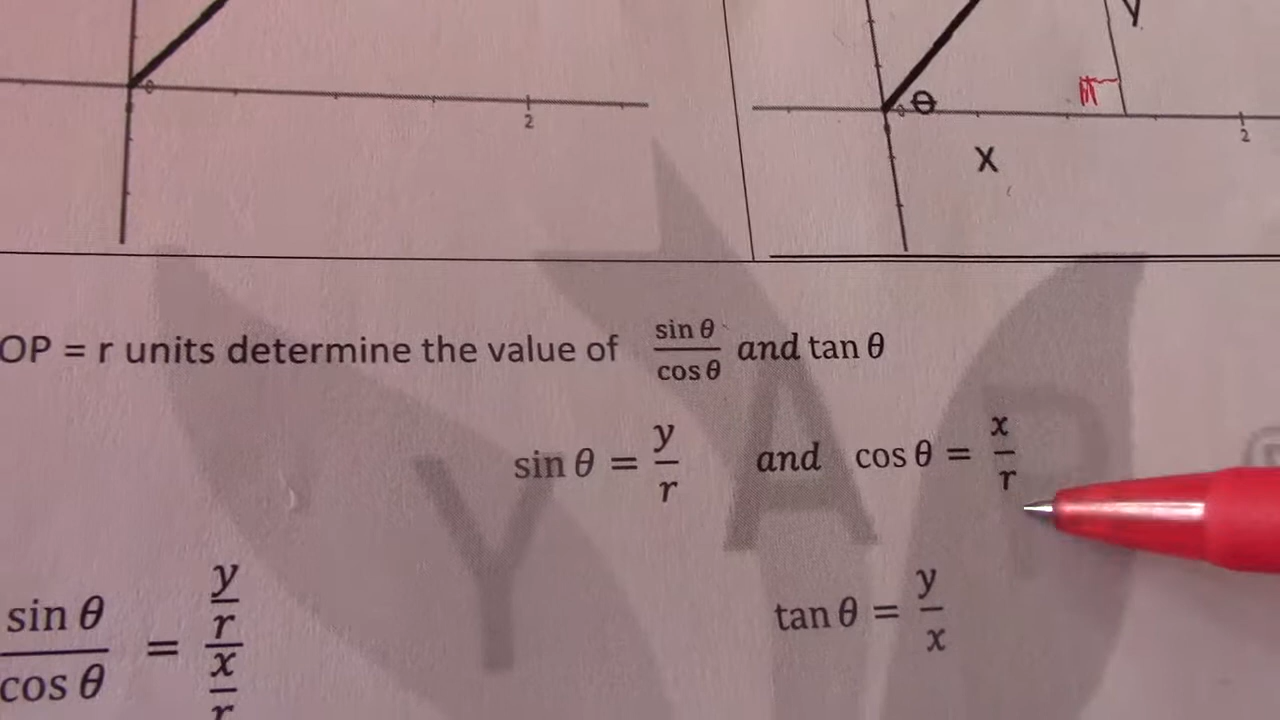 y
θ
2
2
x
OP = r units determine the value of sin θ / cos θ and tan θ
sin θ = y/r and cos θ = x/r
sin θ / cos θ = y/r / x/r
tan θ = y/x
Y A P